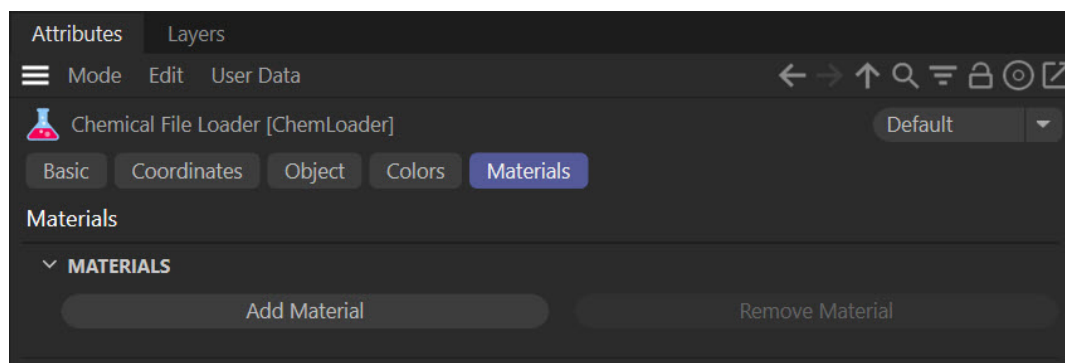 Attributes Layers
Mode Edit User Data
Chemical File Loader [ChemLoader] Default
Basic Coordinates Object Colors Materials
Materials
MATERIALS
Add Material Remove Material